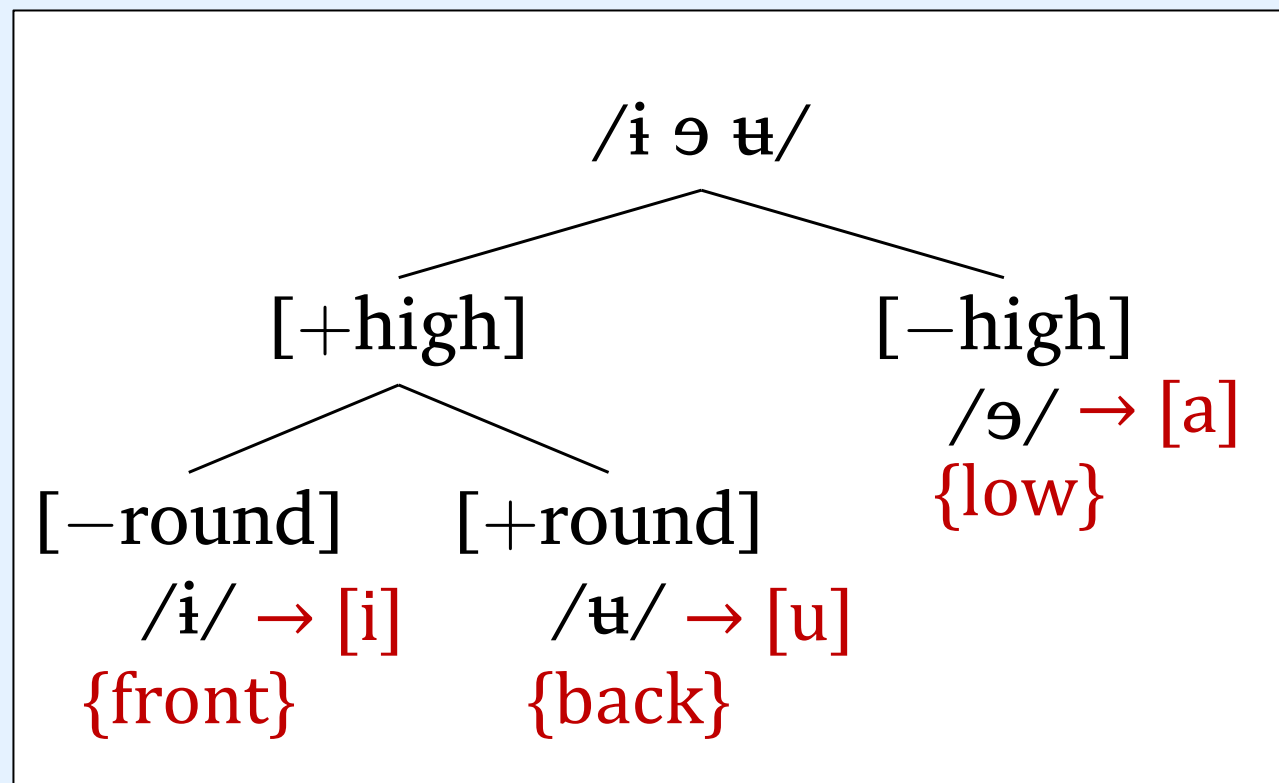 /ɨ ɘ ʉ/
[+high] [−high]
/ɘ/ → [a]
{low}
[−round] [+round]
/ɨ/ → [i] /ʉ/ → [u]
{front} {back}